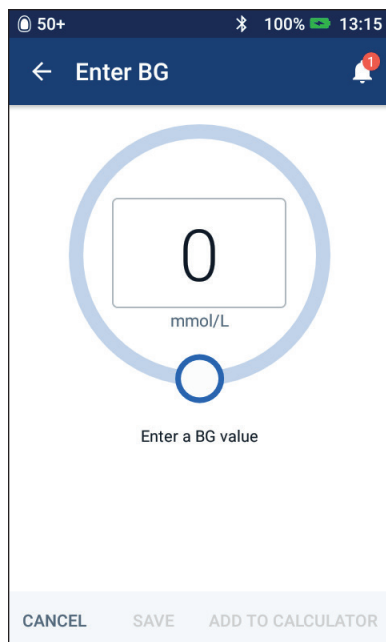 50+ 100% 13:15
Enter BG 1
0
mmol/L
Enter a BG value
CANCEL SAVE ADD TO CALCULATOR